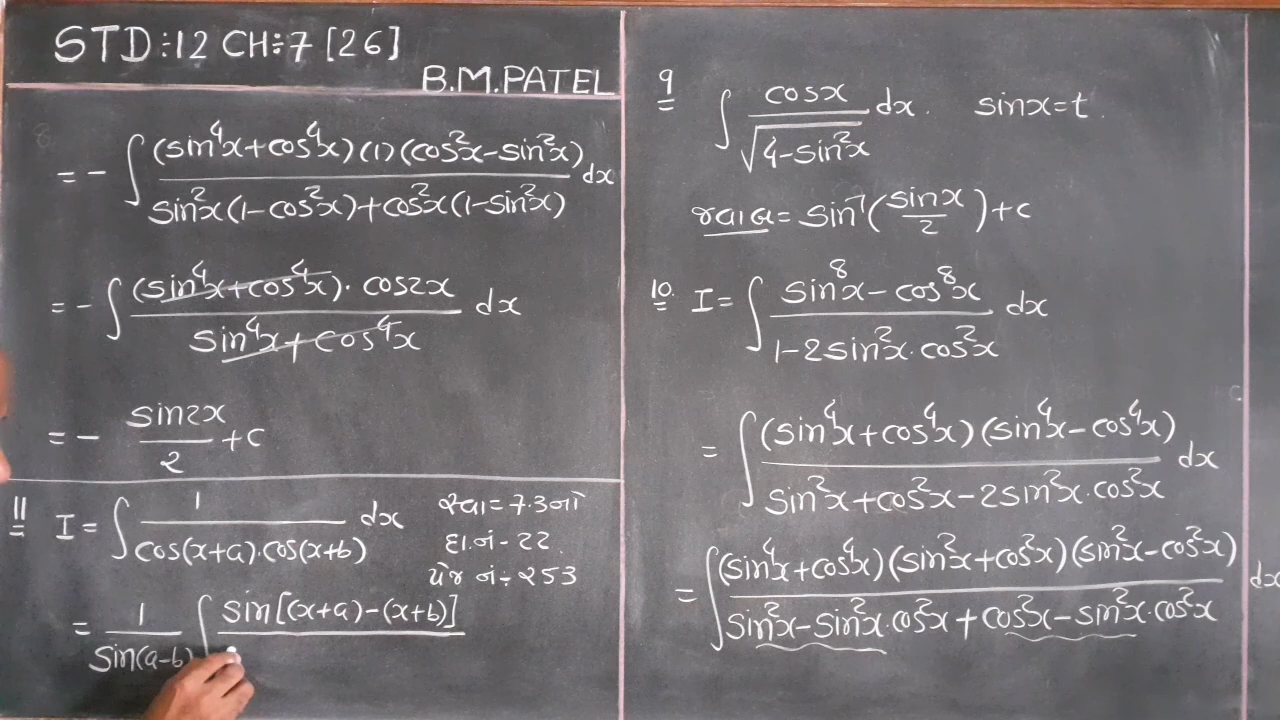 STD:12 CH:7 [26]
B.M.PATEL
= - ∫ (sin⁴x+cos⁴x)(1)(cos²x-sin²x) / sin²x(1-cos²x)+cos²x(1-sin²x) dx
= - ∫ (sin⁴x+cos⁴x)·cos2x / sin⁴x+cos⁴x dx
= - sin2x / 2 +c
11 I = ∫ 1 / cos(x+a)·cos(x+b) dx
સ્વા = 7.3નો
દા.નં - 22.
પેજ નં ÷ 253
= 1 / sin(a-b) ∫ sin[(x+a)-(x+b)]
9 ∫ cosx / √4-sin²x dx. sinx=t.
જવાબ = sin⁻¹(sinx / 2)+c
10. I = ∫ sin⁸x - cos⁸x / 1-2sin²x·cos²x dx
= ∫ (sin⁴x+cos⁴x)(sin⁴x-cos⁴x) / sin²x+cos²x-2sin²x·cos²x dx
= ∫ (sin⁴x+cos⁴x)(sin²x+cos²x)(sin²x-cos²x) / sin²x-sin²x·cos²x+cos²x-sin²x·cos²x dx